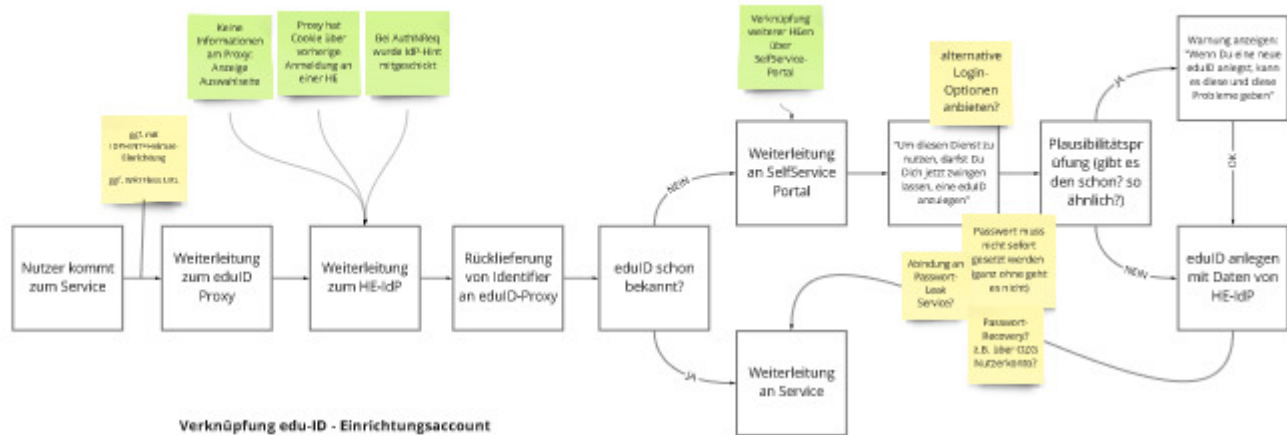 Keine
Informationen
am Proxy:
Anzeige
Auswahlseite
Proxy hat
Cookie über
vorherige
Anmeldung an
einer HE
Bei AuthNReq
wurde IdP-Hint
mitgeschickt
Verknüpfung
weiterer HEen
über
SelfService-
Portal
alternative
Login-
Optionen
anbieten?
Warnung anzeigen:
"Wenn Du eine neue
eduID anlegst, kann
es diese und diese
Probleme geben"
ggf. mit
Einrichtung
ggf.
Nutzer kommt
zum Service
Weiterleitung
zum eduID
Proxy
Weiterleitung
zum HE-IdP
Rücklieferung
von Identifier
an eduID-Proxy
eduID schon
bekannt?
NEIN
JA
Weiterleitung
an SelfService
Portal
"Um diesen Dienst zu
nutzen, darfst Du
Dich jetzt zwingen
lassen, eine eduID
anzulegen"
Plausibilitätspr
üfung (gibt es
den schon? so
ähnlich?)
JA
NEIN
OK
eduID anlegen
mit Daten von
HE-IdP
Passwort muss
nicht sofort
gesetzt werden
(ganz ohne geht
es nicht)
Abindung an
Passwort-
Leak
Service?
Passwort-
Recovery?
z.B. über OZG
Nutzerkonto?
Weiterleitung
an Service
Verknüpfung edu-ID - Einrichtungsaccount